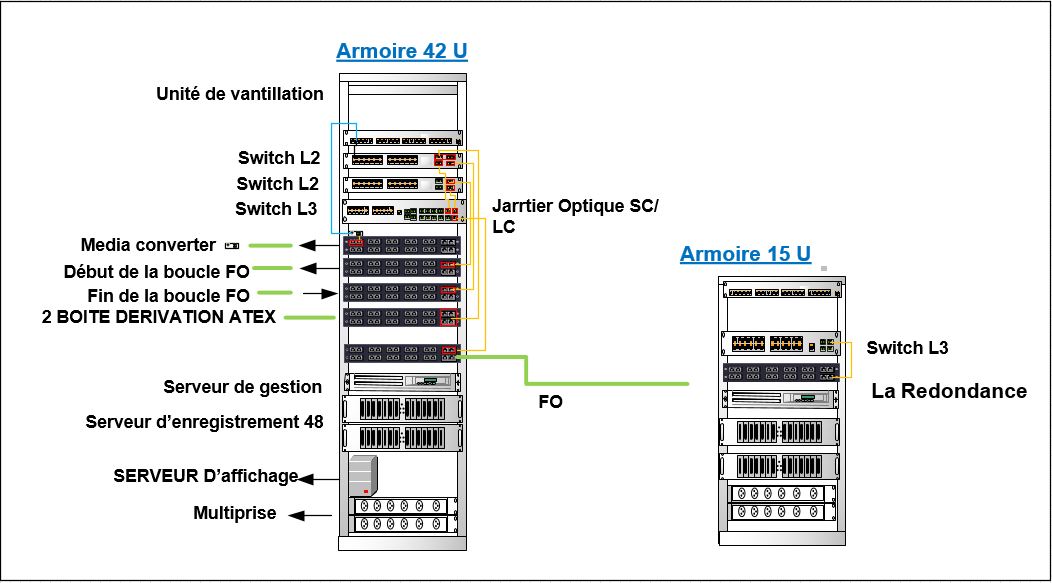 Armoire 42 U
Unité de vantillation
Switch L2
Switch L2
Switch L3
Jarrtier Optique SC/
LC
Media converter
Début de la boucle FO
Fin de la boucle FO
2 BOITE DERIVATION ATEX
Serveur de gestion
Serveur d’enregistrement 48
SERVEUR D’affichage
Multiprise
FO
Armoire 15 U
Switch L3
La Redondance